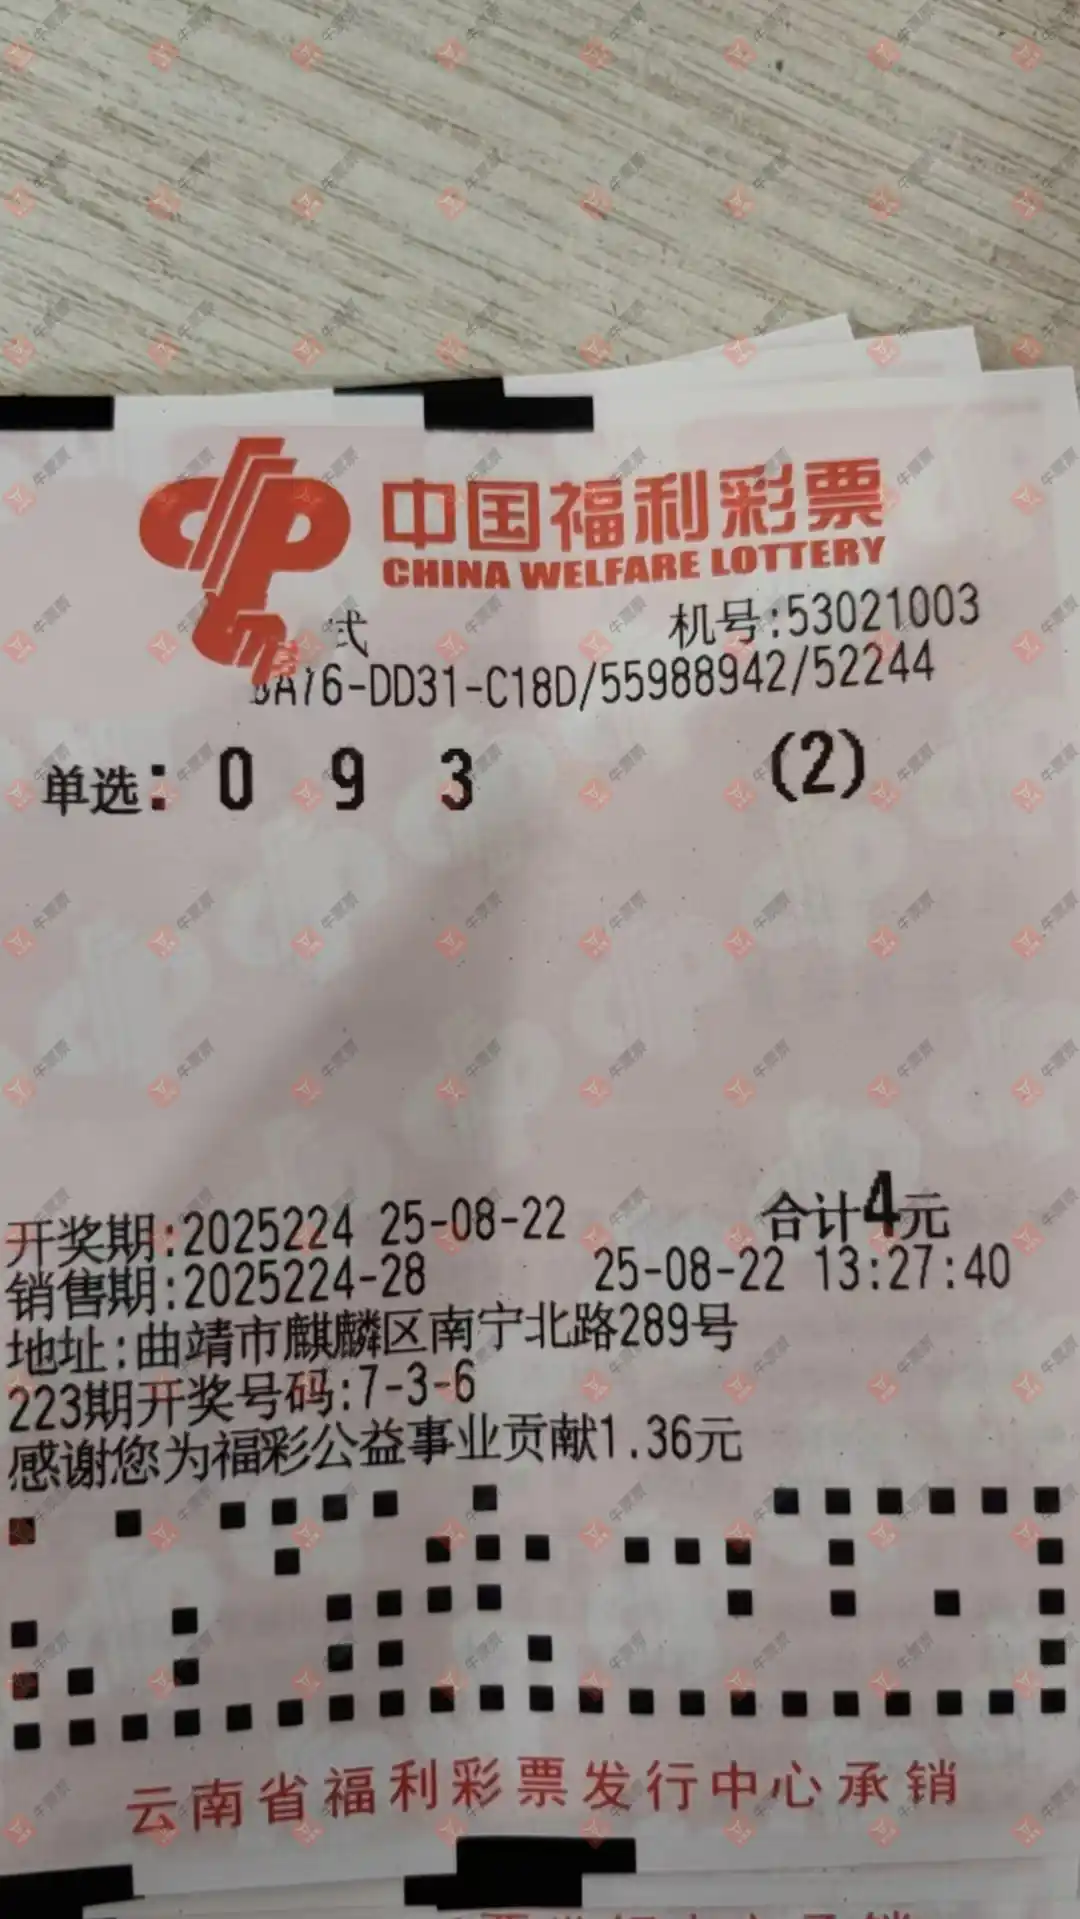 中国福利彩票
CHINA WELFARE LOTTERY
式 机号:53021003
A76-DD31-C18D/55988942/52244
单选: 0 9 3 (2)
开奖期:2025224 25-08-22 合计4元
销售期:2025224-28 25-08-22 13:27:40
地址:曲靖市麒麟区南宁北路289号
223期开奖号码:7-3-6
感谢您为福彩公益事业贡献1.36元
云南省福利彩票发行中心承销
牛票票